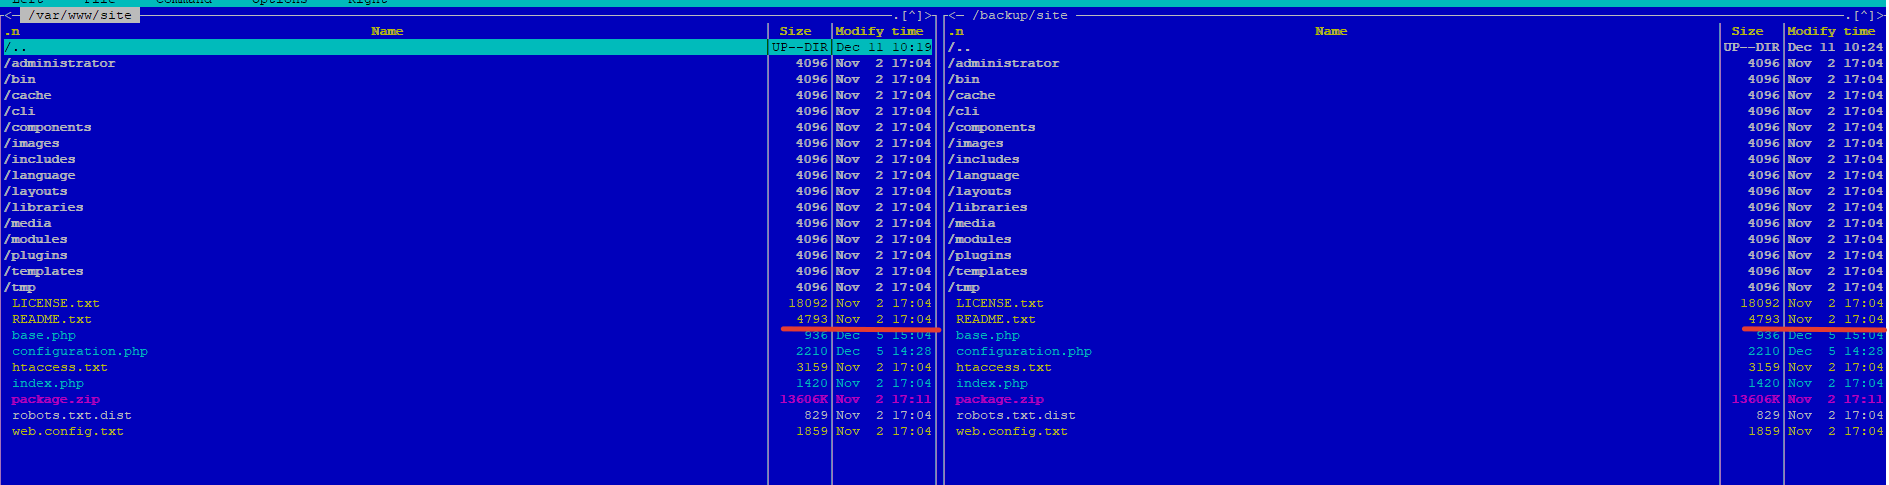 Left File Command Options Right
<─ /var/www/site .[^]> <─ /backup/site .[^]>
.n Name Size Modify time .n Name Size Modify time
/.. UP--DIR Dec 11 10:19 /.. UP--DIR Dec 11 10:24
/administrator 4096 Nov 2 17:04 /administrator 4096 Nov 2 17:04
/bin 4096 Nov 2 17:04 /bin 4096 Nov 2 17:04
/cache 4096 Nov 2 17:04 /cache 4096 Nov 2 17:04
/cli 4096 Nov 2 17:04 /cli 4096 Nov 2 17:04
/components 4096 Nov 2 17:04 /components 4096 Nov 2 17:04
/images 4096 Nov 2 17:04 /images 4096 Nov 2 17:04
/includes 4096 Nov 2 17:04 /includes 4096 Nov 2 17:04
/language 4096 Nov 2 17:04 /language 4096 Nov 2 17:04
/layouts 4096 Nov 2 17:04 /layouts 4096 Nov 2 17:04
/libraries 4096 Nov 2 17:04 /libraries 4096 Nov 2 17:04
/media 4096 Nov 2 17:04 /media 4096 Nov 2 17:04
/modules 4096 Nov 2 17:04 /modules 4096 Nov 2 17:04
/plugins 4096 Nov 2 17:04 /plugins 4096 Nov 2 17:04
/templates 4096 Nov 2 17:04 /templates 4096 Nov 2 17:04
/tmp 4096 Nov 2 17:04 /tmp 4096 Nov 2 17:04
LICENSE.txt 18092 Nov 2 17:04 LICENSE.txt 18092 Nov 2 17:04
README.txt 4793 Nov 2 17:04 README.txt 4793 Nov 2 17:04
base.php 936 Dec 5 15:04 base.php 936 Dec 5 15:04
configuration.php 2210 Dec 5 14:28 configuration.php 2210 Dec 5 14:28
htaccess.txt 3159 Nov 2 17:04 htaccess.txt 3159 Nov 2 17:04
index.php 1420 Nov 2 17:04 index.php 1420 Nov 2 17:04
package.zip 13606K Nov 2 17:11 package.zip 13606K Nov 2 17:11
robots.txt.dist 829 Nov 2 17:04 robots.txt.dist 829 Nov 2 17:04
web.config.txt 1859 Nov 2 17:04 web.config.txt 1859 Nov 2 17:04